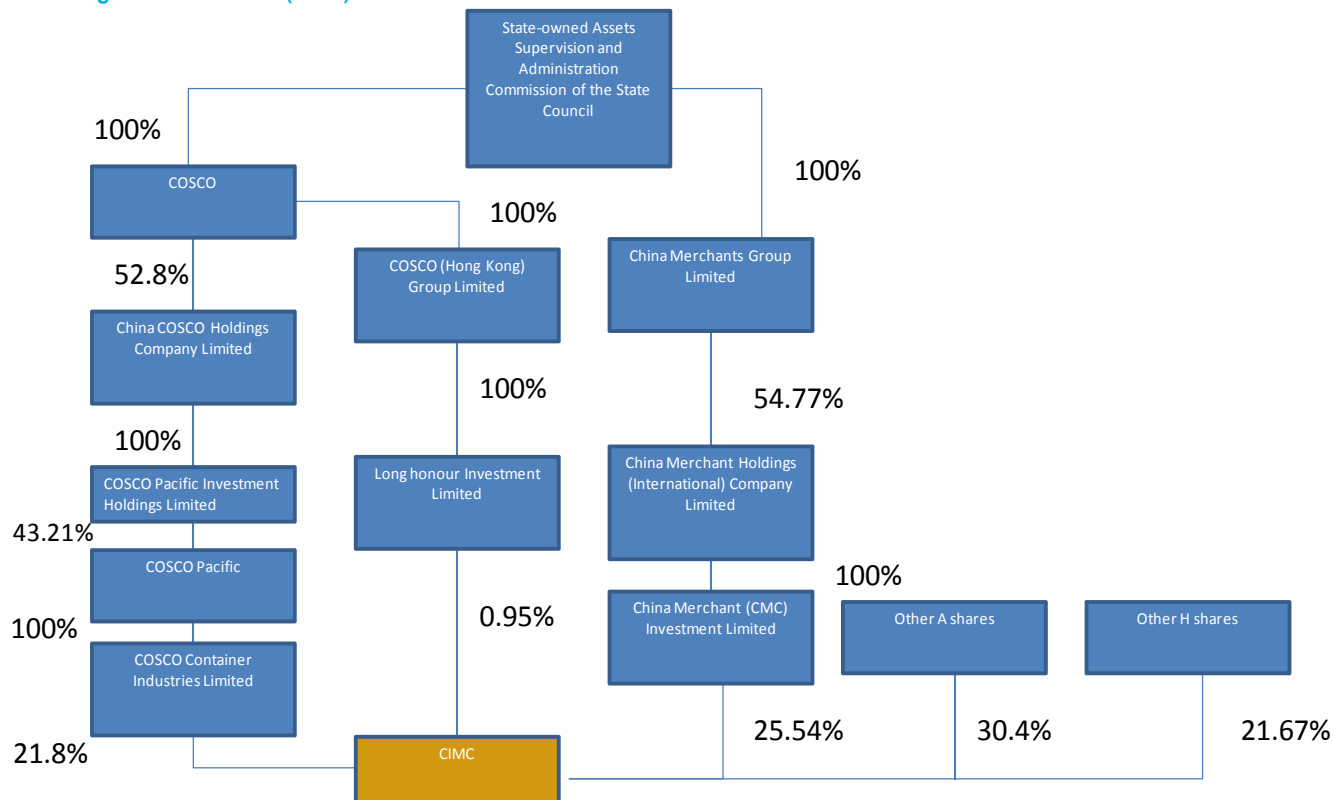 State-owned Assets
Supervision and
Administration
Commission of the State
Council
100%
100%
COSCO
100%
52.8%
COSCO (Hong Kong)
Group Limited
China Merchants Group
Limited
China COSCO Holdings
Company Limited
100%
54.77%
100%
COSCO Pacific Investment
Holdings Limited
Long honour Investment
Limited
China Merchant Holdings
(International) Company
Limited
43.21%
COSCO Pacific
100%
0.95%
China Merchant (CMC)
Investment Limited
Other A shares
Other H shares
100%
COSCO Container
Industries Limited
21.8%
CIMC
25.54%
30.4%
21.67%